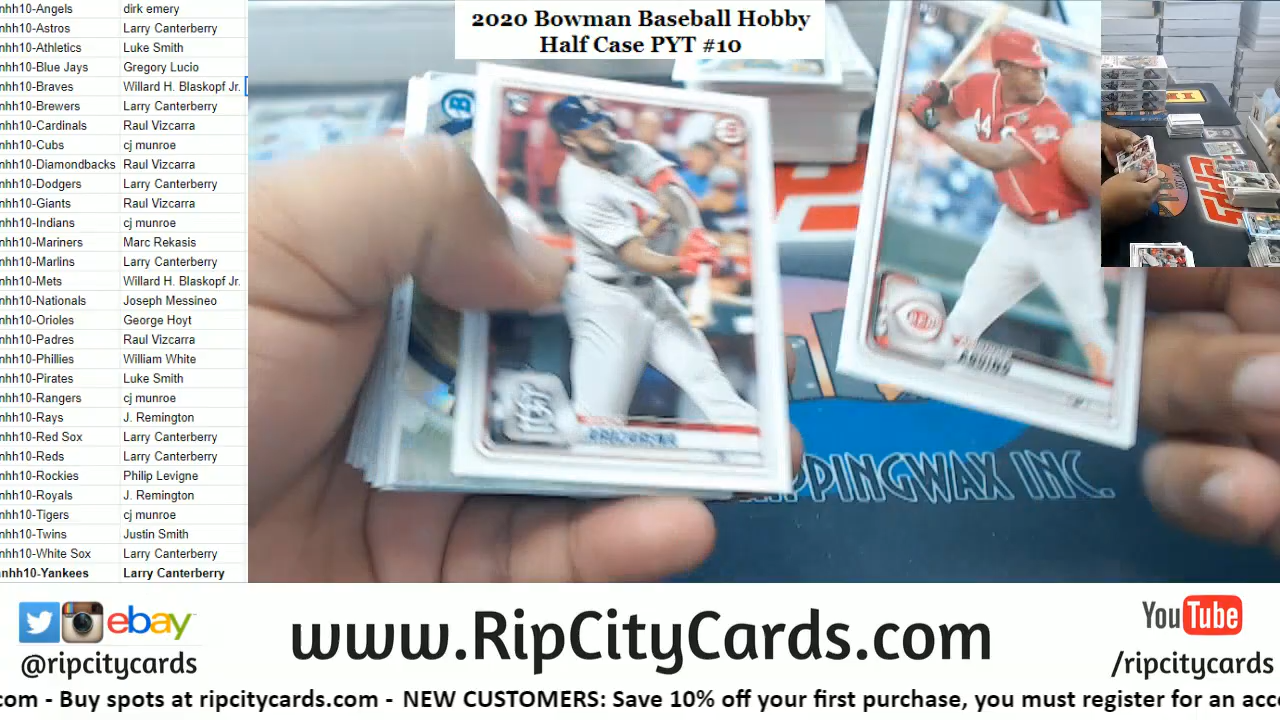 nhh10-Angels dirk emery
nhh10-Astros Larry Canterberry
nhh10-Athletics Luke Smith
nhh10-Blue Jays Gregory Lucio
nhh10-Braves Willard H. Blaskopf Jr.
nhh10-Brewers Larry Canterberry
nhh10-Cardinals Raul Vizcarra
nhh10-Cubs cj munroe
nhh10-Diamondbacks Raul Vizcarra
nhh10-Dodgers Larry Canterberry
nhh10-Giants Raul Vizcarra
nhh10-Indians cj munroe
nhh10-Mariners Marc Rekasis
nhh10-Marlins Larry Canterberry
nhh10-Mets Willard H. Blaskopf Jr.
nhh10-Nationals Joseph Messineo
nhh10-Orioles George Hoyt
nhh10-Padres Raul Vizcarra
nhh10-Phillies William White
nhh10-Pirates Luke Smith
nhh10-Rangers cj munroe
nhh10-Rays J. Remington
nhh10-Red Sox Larry Canterberry
nhh10-Reds Larry Canterberry
nhh10-Rockies Philip Levigne
nhh10-Royals J. Remington
nhh10-Tigers cj munroe
nhh10-Twins Justin Smith
nhh10-White Sox Larry Canterberry
nhh10-Yankees Larry Canterberry
2020 Bowman Baseball Hobby
Half Case PYT #10
44
REDS
AQUINO
PPINGWAX INC.
ebay
@ripcitycards
www.RipCityCards.com
YouTube
/ripcitycards
.com - Buy spots at ripcitycards.com - NEW CUSTOMERS: Save 10% off your first purchase, you must register for an acc